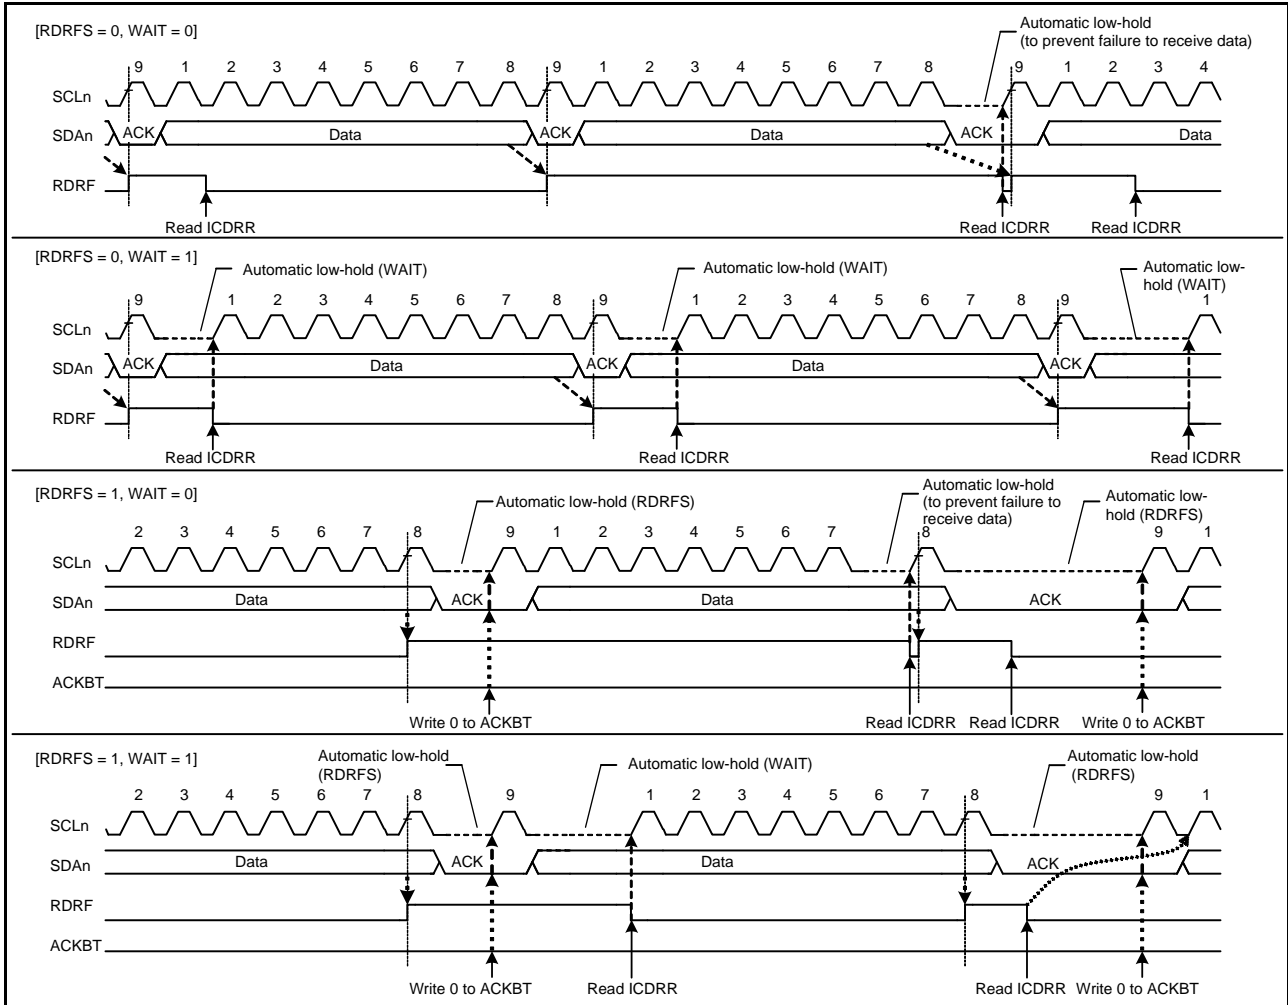 [RDRFS = 0, WAIT = 0]
Automatic low-hold
(to prevent failure to receive data)
9 1 2 3 4 5 6 7 8 9 1 2 3 4 5 6 7 8 9 1 2 3 4
SCLn
SDAn ACK Data ACK Data ACK Data
RDRF
Read ICDRR Read ICDRR Read ICDRR
[RDRFS = 0, WAIT = 1]
Automatic low-hold (WAIT) Automatic low-hold (WAIT) Automatic low-
hold (WAIT)
9 1 2 3 4 5 6 7 8 9 1 2 3 4 5 6 7 8 9 1
SCLn
SDAn ACK Data ACK Data ACK
RDRF
Read ICDRR Read ICDRR Read ICDRR
[RDRFS = 1, WAIT = 0]
Automatic low-hold (RDRFS)
Automatic low-hold
(to prevent failure to
receive data)
Automatic low-
hold (RDRFS)
2 3 4 5 6 7 8 9 1 2 3 4 5 6 7 8 9 1
SCLn
SDAn Data ACK Data ACK
RDRF
ACKBT
Write 0 to ACKBT Read ICDRR Read ICDRR Write 0 to ACKBT
[RDRFS = 1, WAIT = 1]
Automatic low-hold
(RDRFS)
Automatic low-hold (WAIT)
Automatic low-hold
(RDRFS)
2 3 4 5 6 7 8 9 1 2 3 4 5 6 7 8 9 1
SCLn
SDAn Data ACK Data ACK
RDRF
ACKBT
Write 0 to ACKBT Read ICDRR Read ICDRR Write 0 to ACKBT